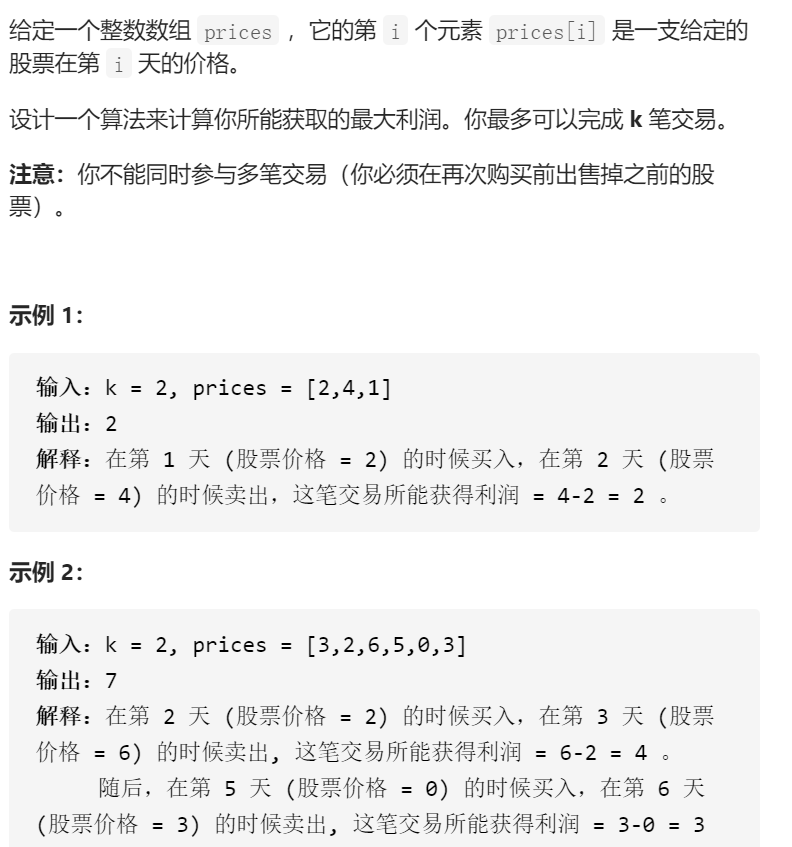 给定一个整数数组 prices ，它的第 i 个元素 prices[i] 是一支给定的
股票在第 i 天的价格。
设计一个算法来计算你所能获取的最大利润。你最多可以完成 k 笔交易。
注意：你不能同时参与多笔交易（你必须在再次购买前出售掉之前的股
票）。
示例 1：
输入：k = 2, prices = [2,4,1]
输出：2
解释：在第 1 天 (股票价格 = 2) 的时候买入，在第 2 天 (股票
价格 = 4) 的时候卖出，这笔交易所能获得利润 = 4-2 = 2 。
示例 2：
输入：k = 2, prices = [3,2,6,5,0,3]
输出：7
解释：在第 2 天 (股票价格 = 2) 的时候买入，在第 3 天 (股票
价格 = 6) 的时候卖出, 这笔交易所能获得利润 = 6-2 = 4 。
随后，在第 5 天 (股票价格 = 0) 的时候买入，在第 6 天
(股票价格 = 3) 的时候卖出, 这笔交易所能获得利润 = 3-0 = 3